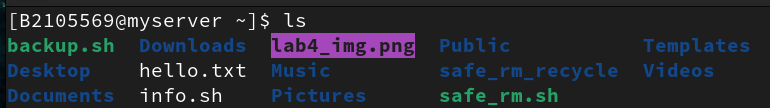 [B2105569@myserver ~]$ ls
backup.sh Downloads lab4_img.png Public Templates
Desktop hello.txt Music safe_rm_recycle Videos
Documents info.sh Pictures safe_rm.sh